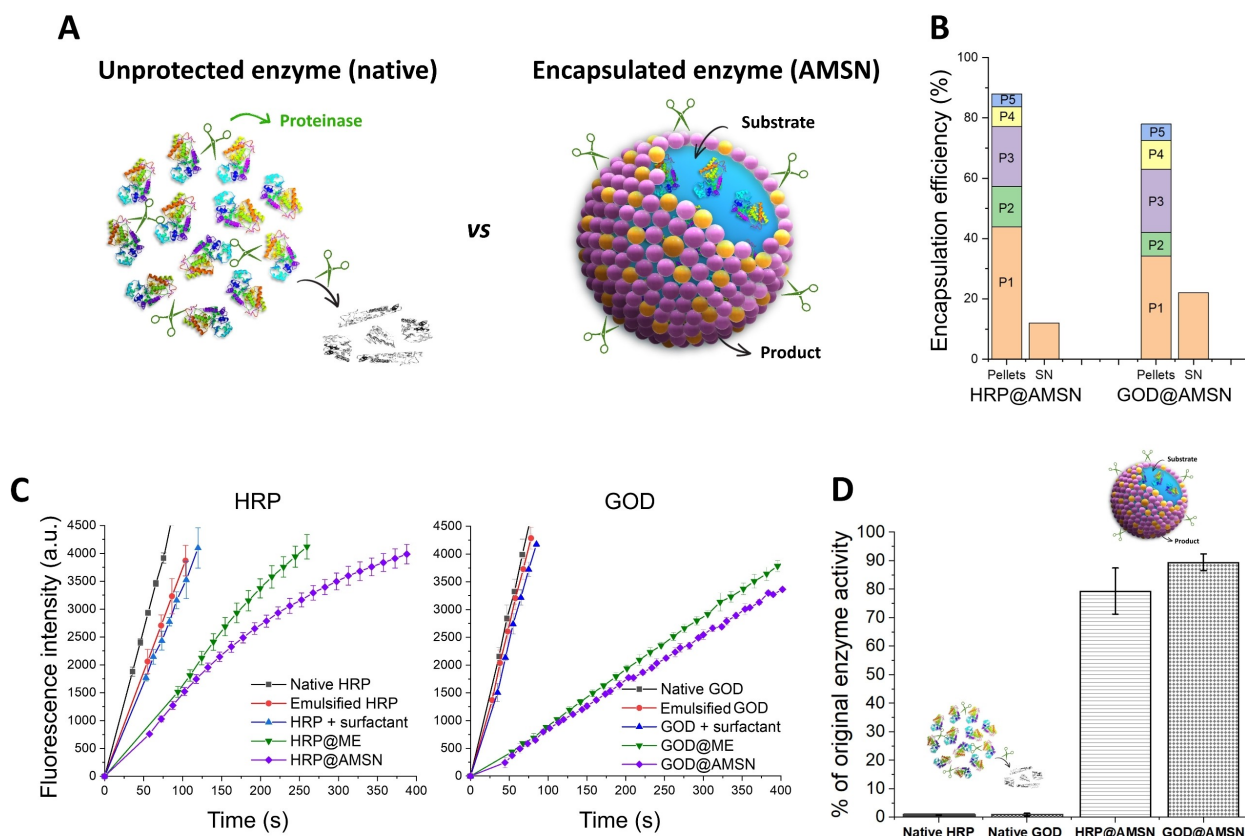 A
Unprotected enzyme (native)
Proteinase
vs
Encapsulated enzyme (AMSN)
Substrate
Product
B
Encapsulation efficiency (%)
100
80
60
40
20
0
P5
P4
P3
P2
P1
P5
P4
P3
P2
P1
Pellets SN
HRP@AMSN
Pellets SN
GOD@AMSN
C
HRP
Fluorescence intensity (a.u.)
4500
4000
3500
3000
2500
2000
1500
1000
500
0
Native HRP
Emulsified HRP
HRP + surfactant
HRP@ME
HRP@AMSN
0 50 100 150 200 250 300 350 400
Time (s)
GOD
4500
4000
3500
3000
2500
2000
1500
1000
500
0
Native GOD
Emulsified GOD
GOD + surfactant
GOD@ME
GOD@AMSN
0 50 100 150 200 250 300 350 400
Time (s)
D
Substrate
Product
% of original enzyme activity
100
90
80
70
60
50
40
30
20
10
0
Native HRP Native GOD HRP@AMSN GOD@AMSN